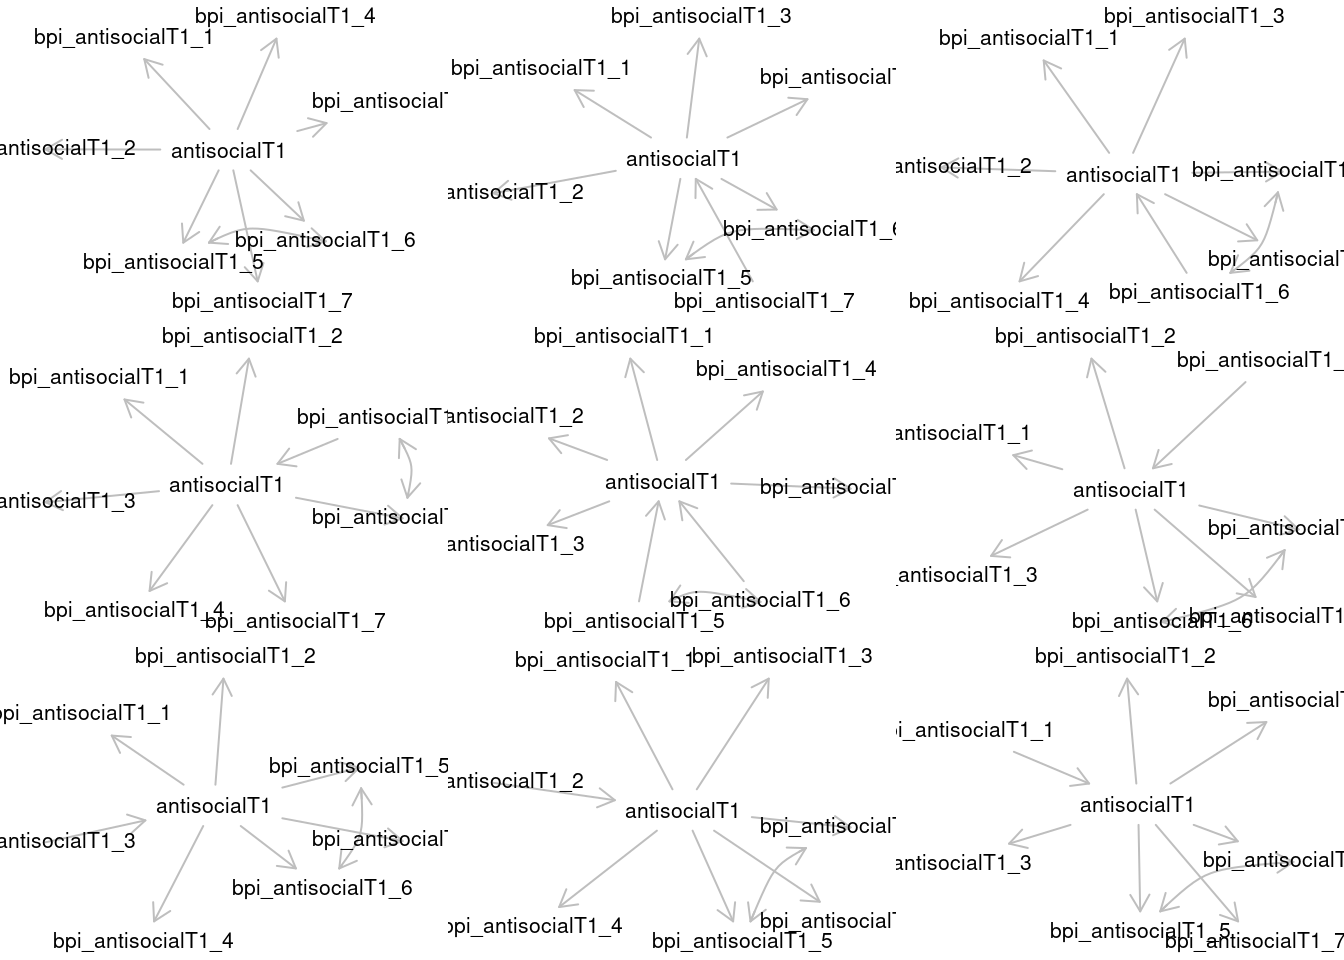 bpi_antisocialT1_4
bpi_antisocialT1_1
bpi_antisocial
antisocialT1_2
antisocialT1
bpi_antisocialT1_6
bpi_antisocialT1_5
bpi_antisocialT1_7
bpi_antisocialT1_3
bpi_antisocialT1_1
bpi_antisocial
antisocialT1
antisocialT1_2
bpi_antisocialT1_6
bpi_antisocialT1_5
bpi_antisocialT1_7
bpi_antisocialT1_3
bpi_antisocialT1_1
antisocialT1_2
antisocialT1
bpi_antisocialT1
bpi_antisocial
bpi_antisocialT1_6
bpi_antisocialT1_4
bpi_antisocialT1_2
bpi_antisocialT1_1
bpi_antisocialT
antisocialT1
antisocialT1_3
bpi_antisocial
bpi_antisocialT1_4
bpi_antisocialT1_7
bpi_antisocialT1_1
bpi_antisocialT1_4
antisocialT1_2
antisocialT1
bpi_antisocial
antisocialT1_3
bpi_antisocialT1_6
bpi_antisocialT1_5
bpi_antisocialT1_2
bpi_antisocialT1_
antisocialT1_1
antisocialT1
bpi_antisocial
_antisocialT1_3
bpi_antisocialT1_6
bpi_antisocialT1
bpi_antisocialT1_2
bpi_antisocialT1_1
bpi_antisocialT1_5
antisocialT1
antisocialT1_3
bpi_antisocial
bpi_antisocialT1_6
bpi_antisocialT1_4
bpi_antisocialT1_1
bpi_antisocialT1_3
antisocialT1_2
antisocialT1
bpi_antisocial
bpi_antisocialT1_4
bpi_antisocial
bpi_antisocialT1_5
bpi_antisocialT1_2
bpi_antisocial
i_antisocialT1_1
antisocialT1
antisocialT1_3
bpi_antisocialT
bpi_antisocialT1_5
bpi_antisocialT1_7